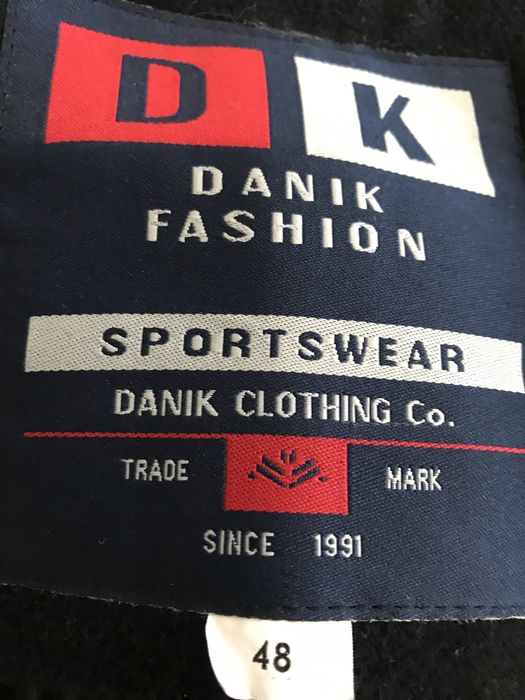 D K
DANIK
FASHION
SPORTSWEAR
DANIK CLOTHING Co.
TRADE MARK
SINCE 1991
48